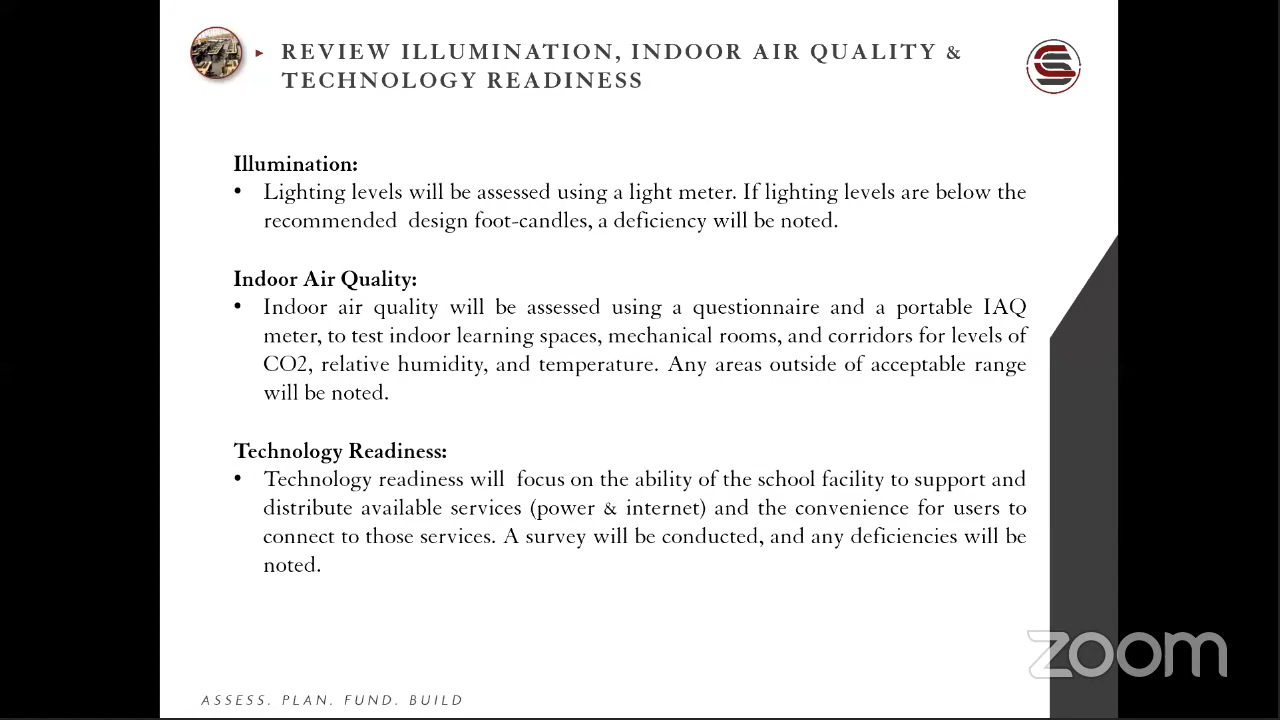 REVIEW ILLUMINATION, INDOOR AIR QUALITY &
TECHNOLOGY READINESS
Illumination:
• Lighting levels will be assessed using a light meter. If lighting levels are below the
recommended design foot-candles, a deficiency will be noted.
Indoor Air Quality:
• Indoor air quality will be assessed using a questionnaire and a portable IAQ
meter, to test indoor learning spaces, mechanical rooms, and corridors for levels of
CO2, relative humidity, and temperature. Any areas outside of acceptable range
will be noted.
Technology Readiness:
• Technology readiness will focus on the ability of the school facility to support and
distribute available services (power & internet) and the convenience for users to
connect to those services. A survey will be conducted, and any deficiencies will be
noted.
zoom
ASSESS. PLAN. FUND. BUILD